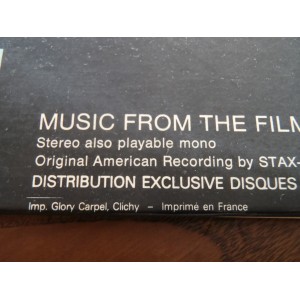 MUSIC FROM THE FILM
Stereo also playable mono
Original American Recording by STAX-
DISTRIBUTION EXCLUSIVE DISQUES
Imp. Glory Carpel, Clichy – Imprimé en France